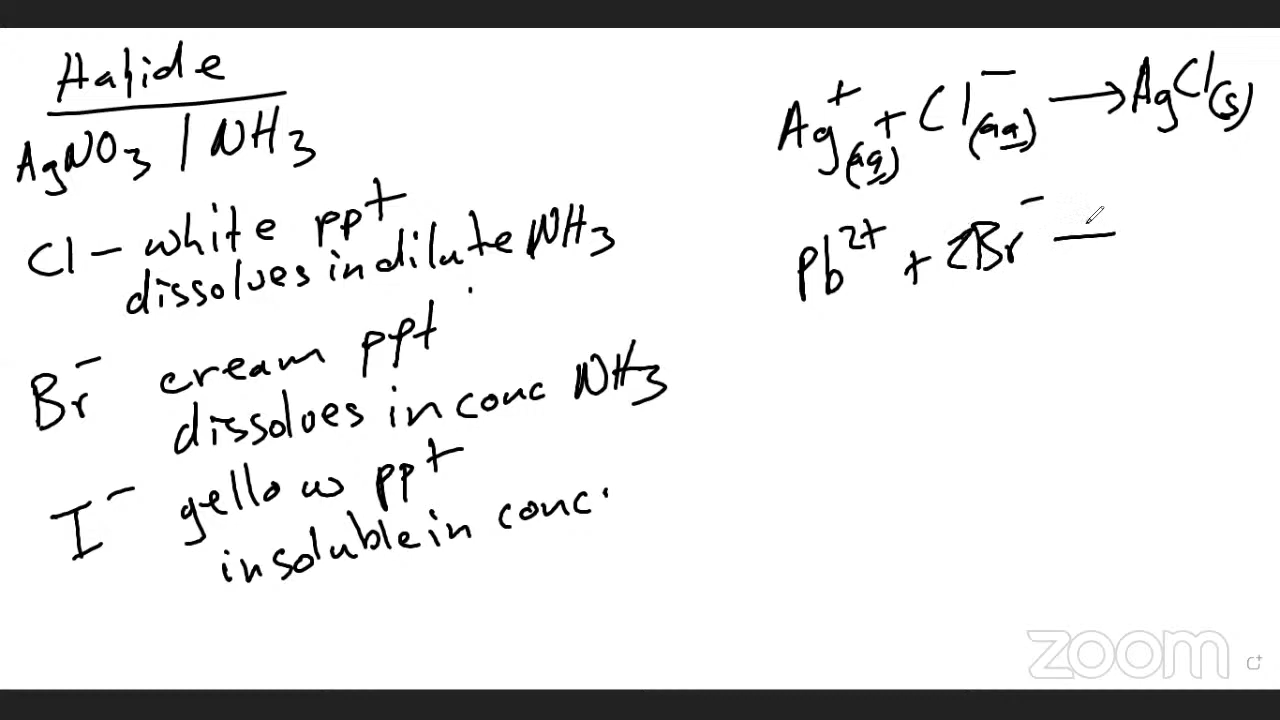 Halide
AgNO3 | NH3
Cl - white ppt
dissolves in dilute NH3
Br⁻ cream ppt
dissolves in conc NH3
I⁻ yellow ppt
insoluble in conc.
Ag⁺(aq) + Cl⁻(aq) → AgCl(s)
Pb²⁺ + 2Br⁻ —
zoom